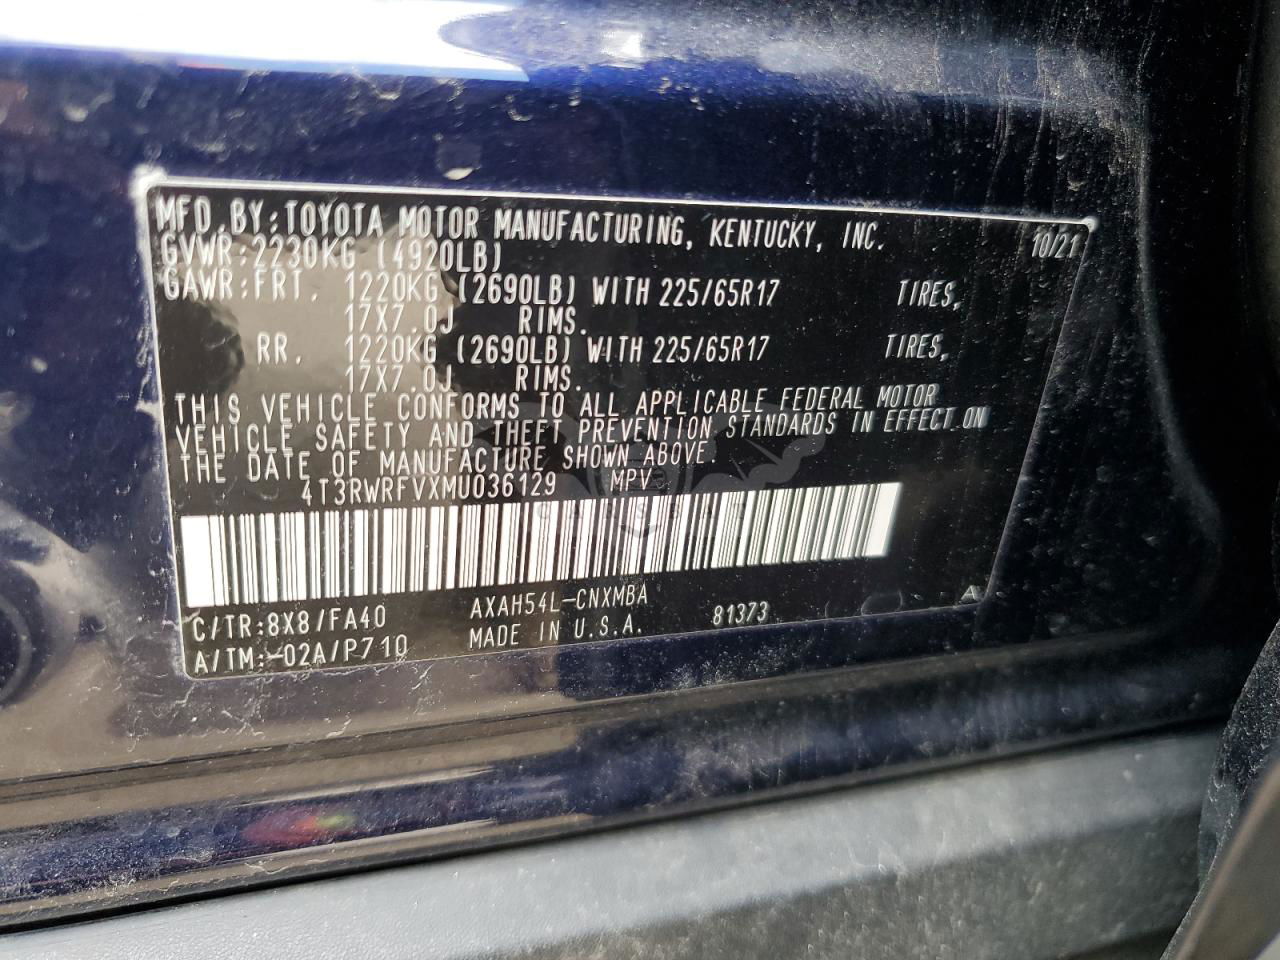 MFD.BY:TOYOTA MOTOR MANUFACTURING, KENTUCKY, INC. 10/21
GVWR:2230KG (4920LB)
GAWR:FRT. 1220KG (2690LB) WITH 225/65R17 TIRES,
17X7.0J RIMS.
RR. 1220KG (2690LB) WITH 225/65R17 TIRES,
17X7.0J RIMS.
THIS VEHICLE CONFORMS TO ALL APPLICABLE FEDERAL MOTOR
VEHICLE SAFETY AND THEFT PREVENTION STANDARDS IN EFFECT ON
THE DATE OF MANUFACTURE SHOWN ABOVE.
4T3RWRFVXMU036129 MPV
C/TR:8X8/FA40 AXAH54L-CNXMBA 81373 A
A/TM:-02A/P710 MADE IN U.S.A.